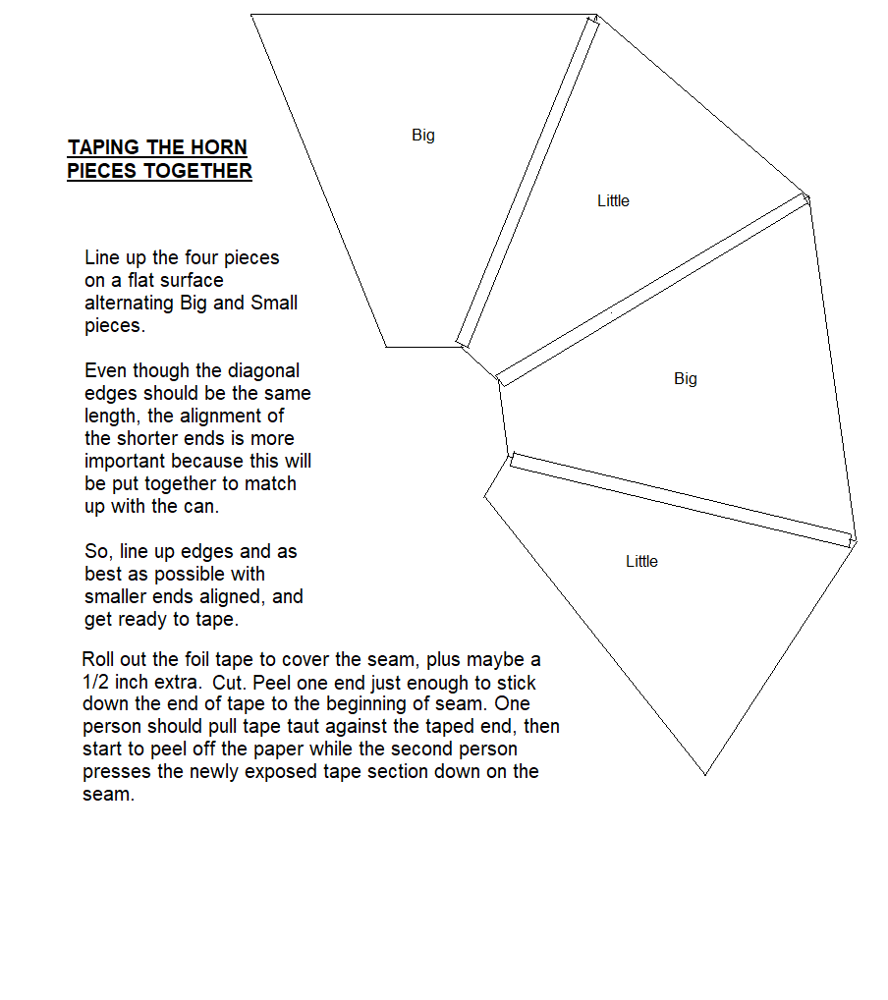 Big
TAPING THE HORN
PIECES TOGETHER
Little
Line up the four pieces
on a flat surface
alternating Big and Small
pieces.
Even though the diagonal
edges should be the same
length, the alignment of
the shorter ends is more
important because this will
be put together to match
up with the can.
Big
So, line up edges and as
best as possible with
smaller ends aligned, and
get ready to tape.
Little
Roll out the foil tape to cover the seam, plus maybe a
1/2 inch extra. Cut. Peel one end just enough to stick
down the end of tape to the beginning of seam. One
person should pull tape taut against the taped end, then
start to peel off the paper while the second person
presses the newly exposed tape section down on the
seam.